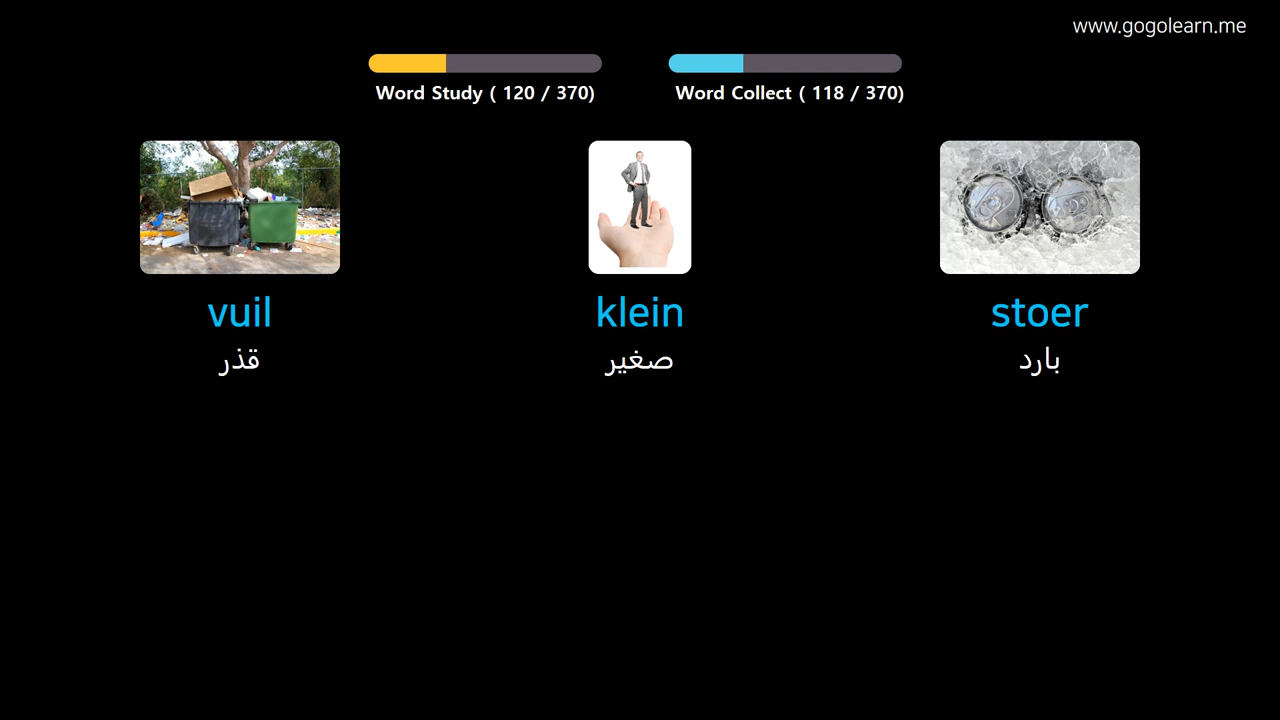 www.gogolearn.me
Word Study ( 120 / 370)
Word Collect ( 118 / 370)
vuil
قذر
klein
صغير
stoer
بارد